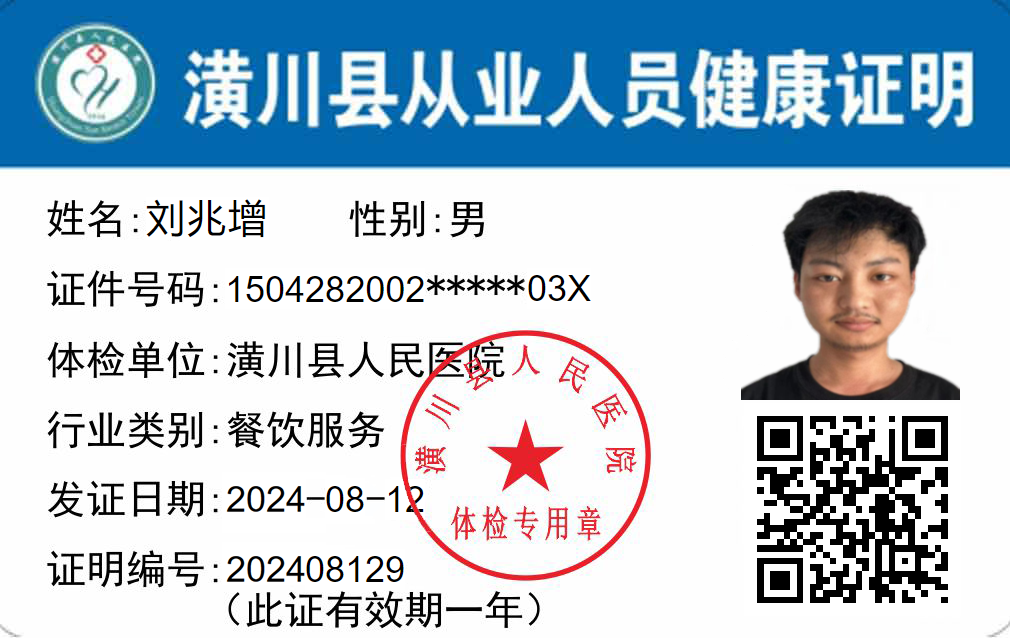 潢川县从业人员健康证明
姓名:刘兆增 性别:男
证件号码:1504282002*****03X
体检单位:潢川县人民医院
行业类别:餐饮服务
发证日期:2024-08-12
证明编号:202408129
（此证有效期一年）
潢川县人民医院
体检专用章